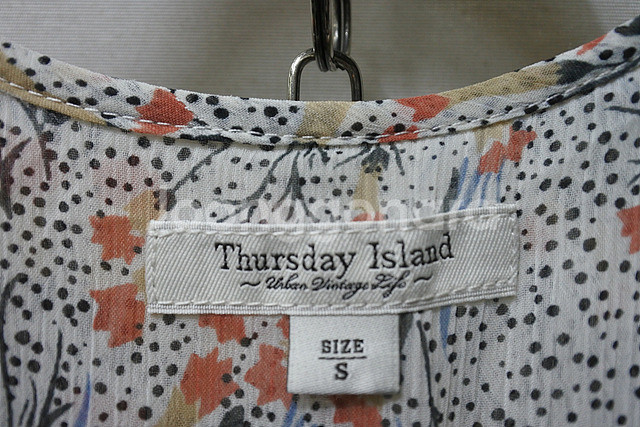 Thursday Island
~ Urban Vintage Life ~
SIZE
S